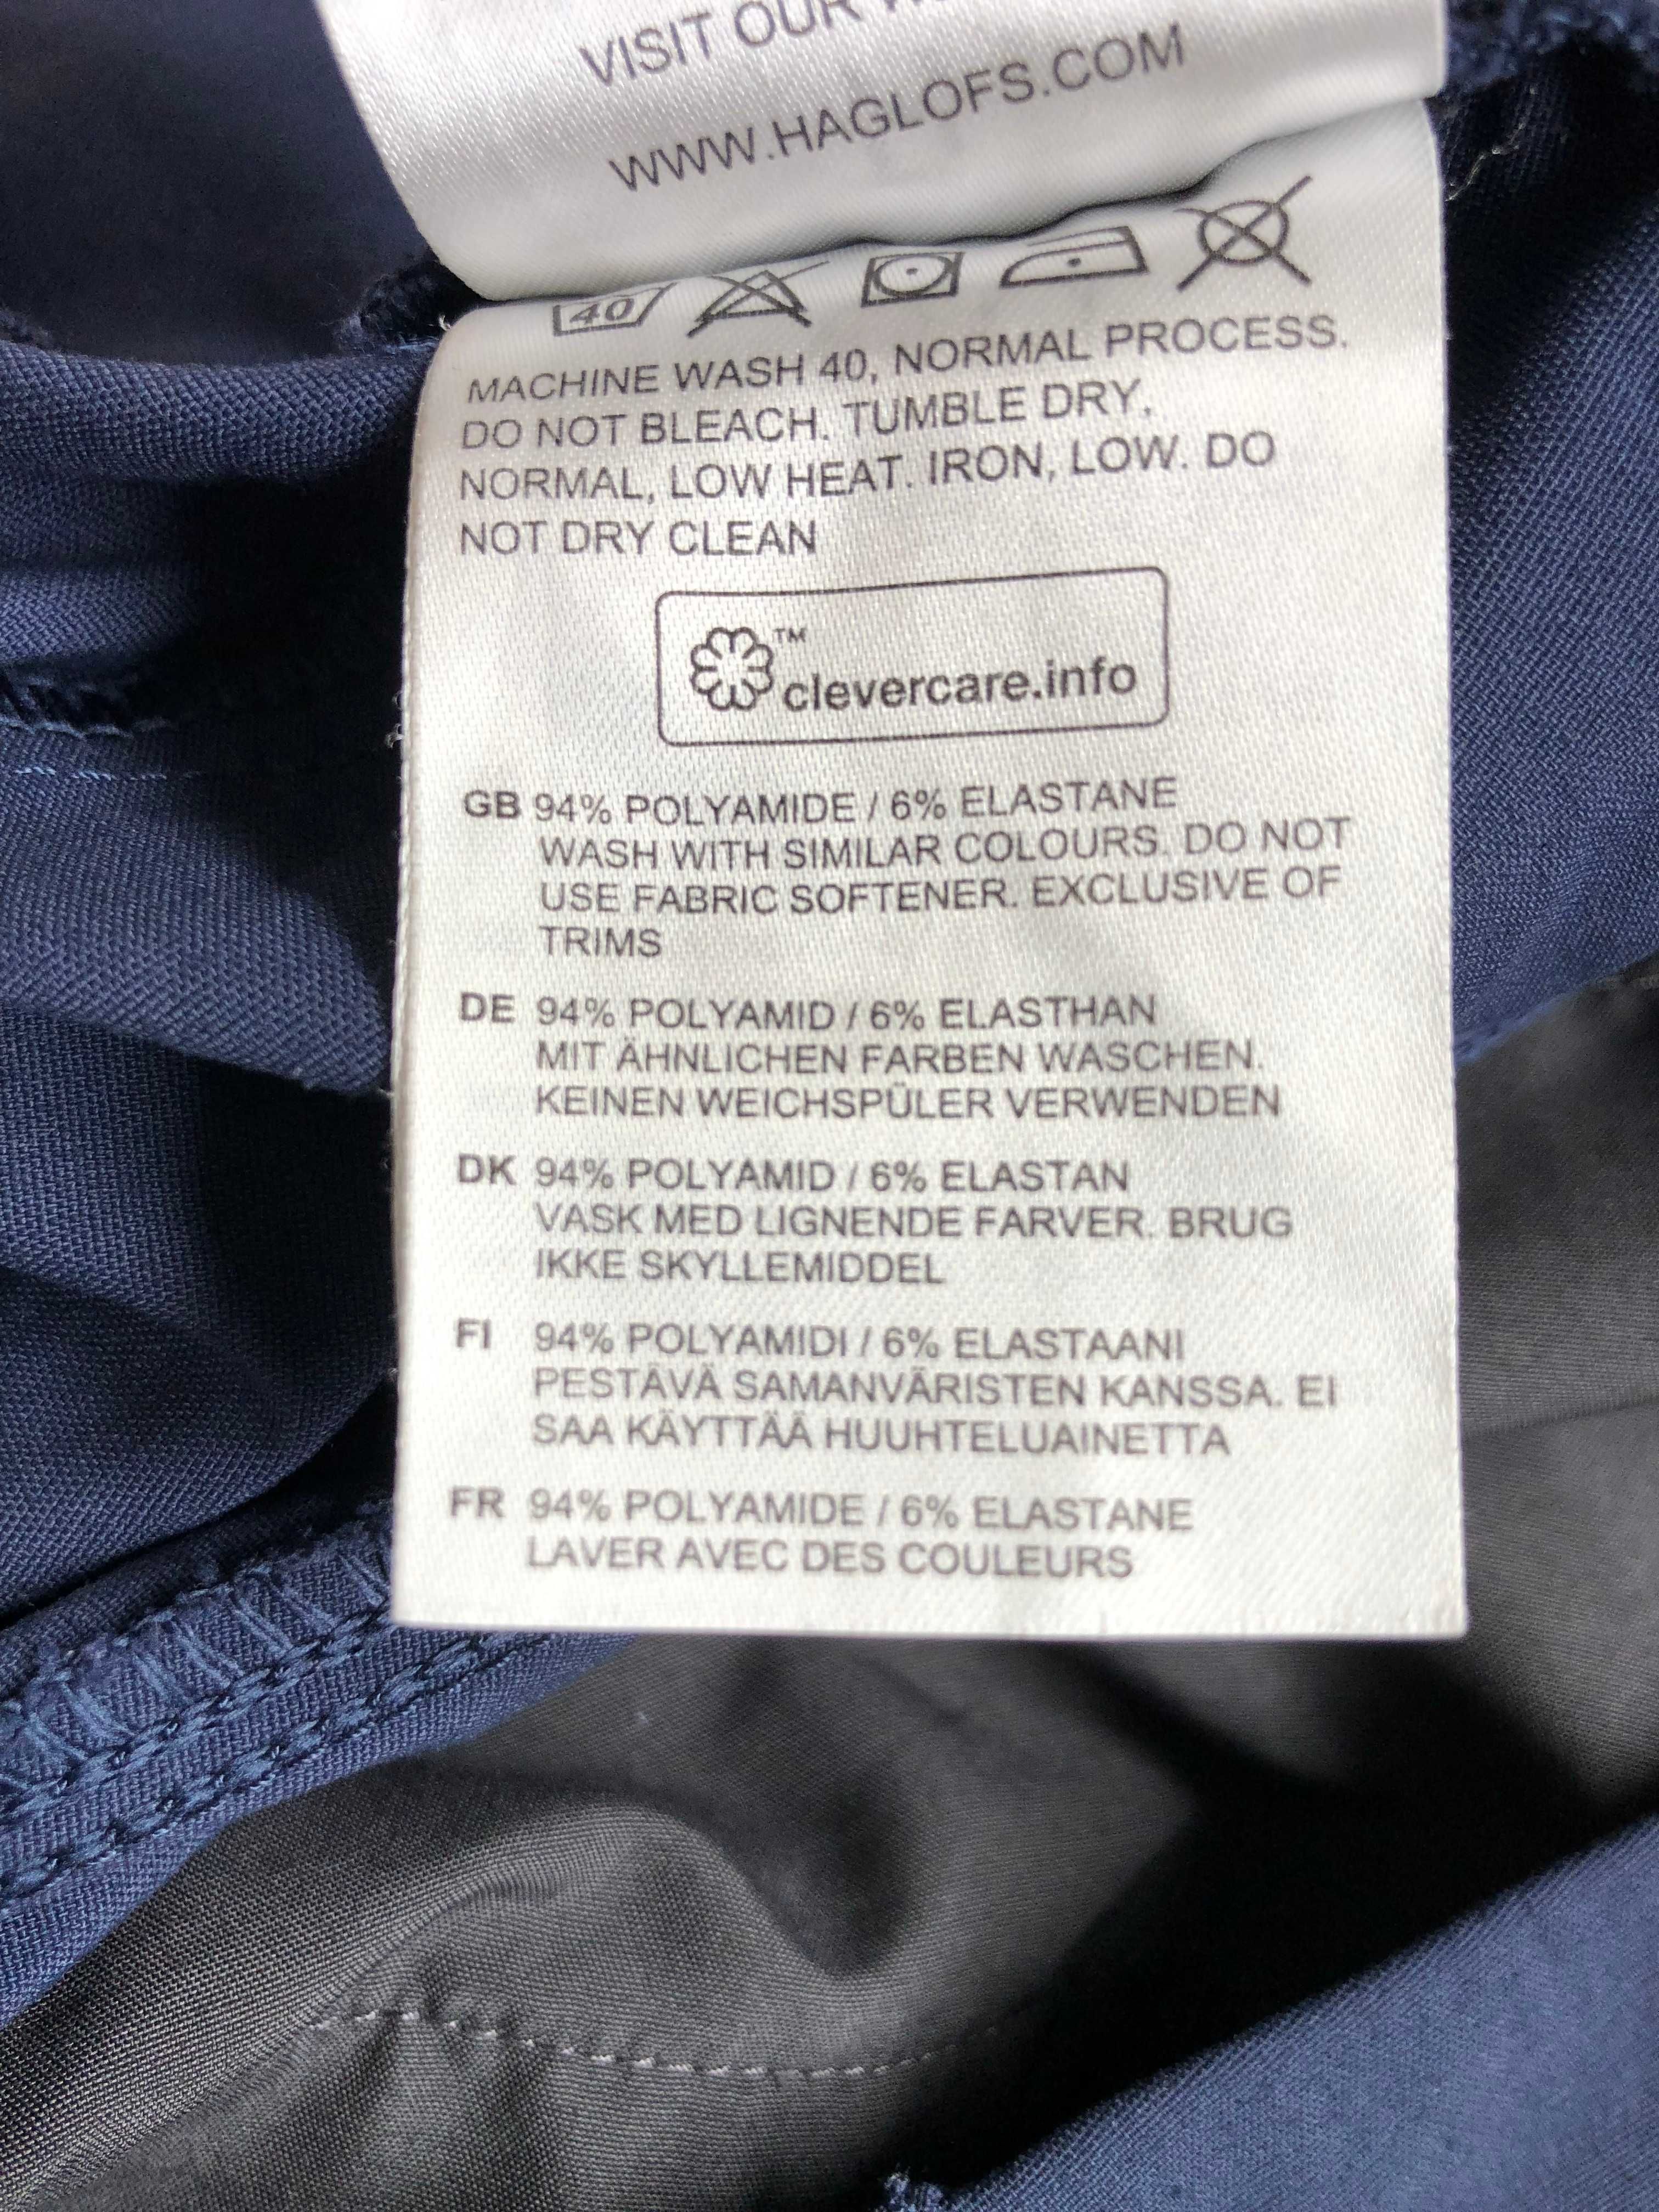 VISIT OUR
WWW.HAGLOFS.COM
40
MACHINE WASH 40, NORMAL PROCESS.
DO NOT BLEACH. TUMBLE DRY,
NORMAL, LOW HEAT. IRON, LOW. DO
NOT DRY CLEAN
TM
clevercare.info
GB 94% POLYAMIDE / 6% ELASTANE
WASH WITH SIMILAR COLOURS. DO NOT
USE FABRIC SOFTENER. EXCLUSIVE OF
TRIMS
DE 94% POLYAMID / 6% ELASTHAN
MIT ÄHNLICHEN FARBEN WASCHEN.
KEINEN WEICHSPÜLER VERWENDEN
DK 94% POLYAMID / 6% ELASTAN
VASK MED LIGNENDE FARVER. BRUG
IKKE SKYLLEMIDDEL
FI 94% POLYAMIDI / 6% ELASTAANI
PESTÄVÄ SAMANVÄRISTEN KANSSA. EI
SAA KÄYTTÄÄ HUUHTELUAINETTA
FR 94% POLYAMIDE / 6% ELASTANE
LAVER AVEC DES COULEURS